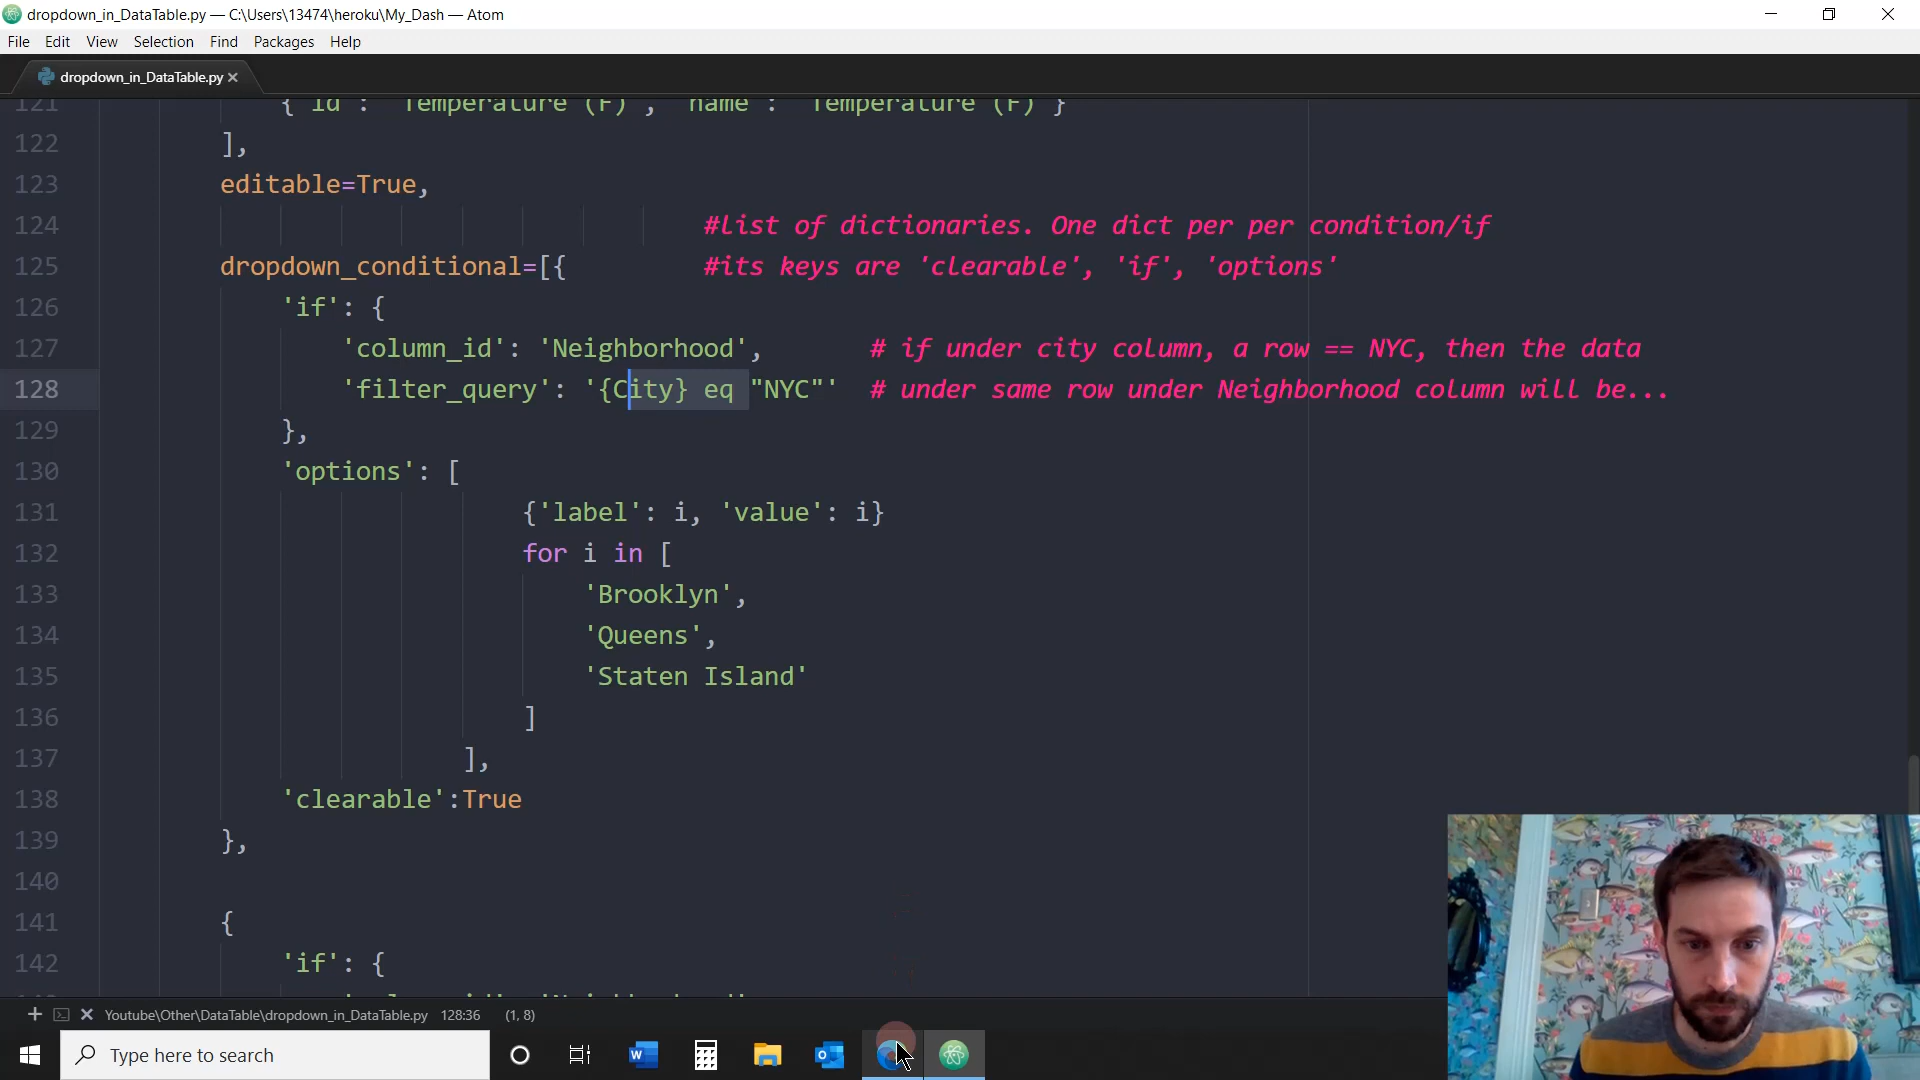 dropdown_in_DataTable.py — C:\Users\13474\heroku\My_Dash — Atom
File Edit View Selection Find Packages Help
dropdown_in_DataTable.py
121 {'id': 'Temperature (F)', 'name': 'Temperature (F)'}
122 ],
123 editable=True,
124 #list of dictionaries. One dict per per condition/if
125 dropdown_conditional=[{ #its keys are 'clearable', 'if', 'options'
126 'if': {
127 'column_id': 'Neighborhood', # if under city column, a row == NYC, then the data
128 'filter_query': '{City} eq "NYC"' # under same row under Neighborhood column will be...
129 },
130 'options': [
131 {'label': i, 'value': i}
132 for i in [
133 'Brooklyn',
134 'Queens',
135 'Staten Island'
136 ]
137 ],
138 'clearable':True
139 },
140
141 {
142 'if': {
Youtube\Other\DataTable\dropdown_in_DataTable.py 128:36 (1, 8)
Type here to search